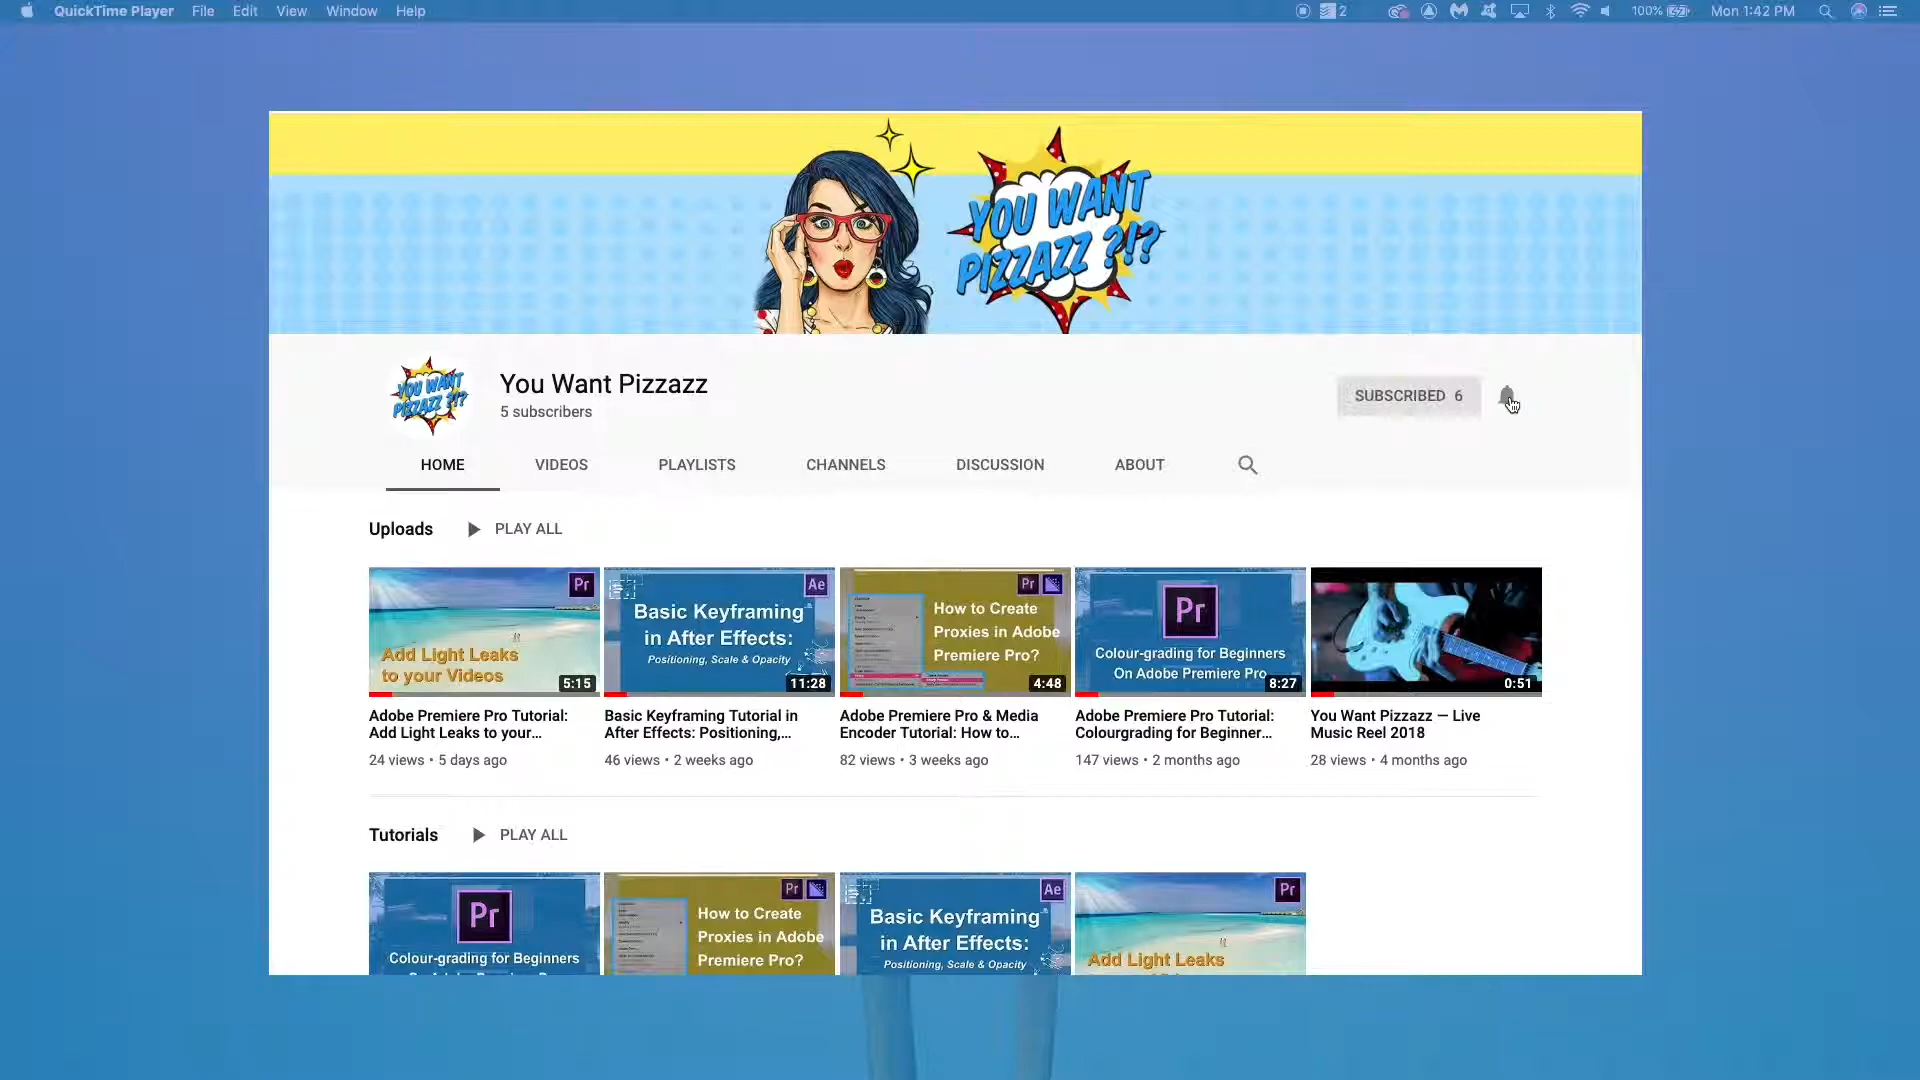 QuickTime Player File Edit View Window Help 2 100% Mon 1:42 PM
YOU WANT
PIZZAZZ ?!?
YOU WANT
PIZZAZZ ?!?
You Want Pizzazz
5 subscribers
SUBSCRIBED 6
HOME VIDEOS PLAYLISTS CHANNELS DISCUSSION ABOUT
Uploads PLAY ALL
Pr
Add Light Leaks
to your Videos
5:15
Ae
Basic Keyframing
in After Effects:
Positioning, Scale & Opacity
11:28
Pr
How to Create
Proxies in Adobe
Premiere Pro?
4:48
Pr
Colour-grading for Beginners
On Adobe Premiere Pro
8:27
0:51
Adobe Premiere Pro Tutorial:
Add Light Leaks to your...
24 views • 5 days ago
Basic Keyframing Tutorial in
After Effects: Positioning,...
46 views • 2 weeks ago
Adobe Premiere Pro & Media
Encoder Tutorial: How to...
82 views • 3 weeks ago
Adobe Premiere Pro Tutorial:
Colourgrading for Beginner...
147 views • 2 months ago
You Want Pizzazz — Live
Music Reel 2018
28 views • 4 months ago
Tutorials PLAY ALL
Pr
Colour-grading for Beginners
Pr
How to Create
Proxies in Adobe
Premiere Pro?
Ae
Basic Keyframing
in After Effects:
Positioning, Scale & Opacity
Pr
Add Light Leaks